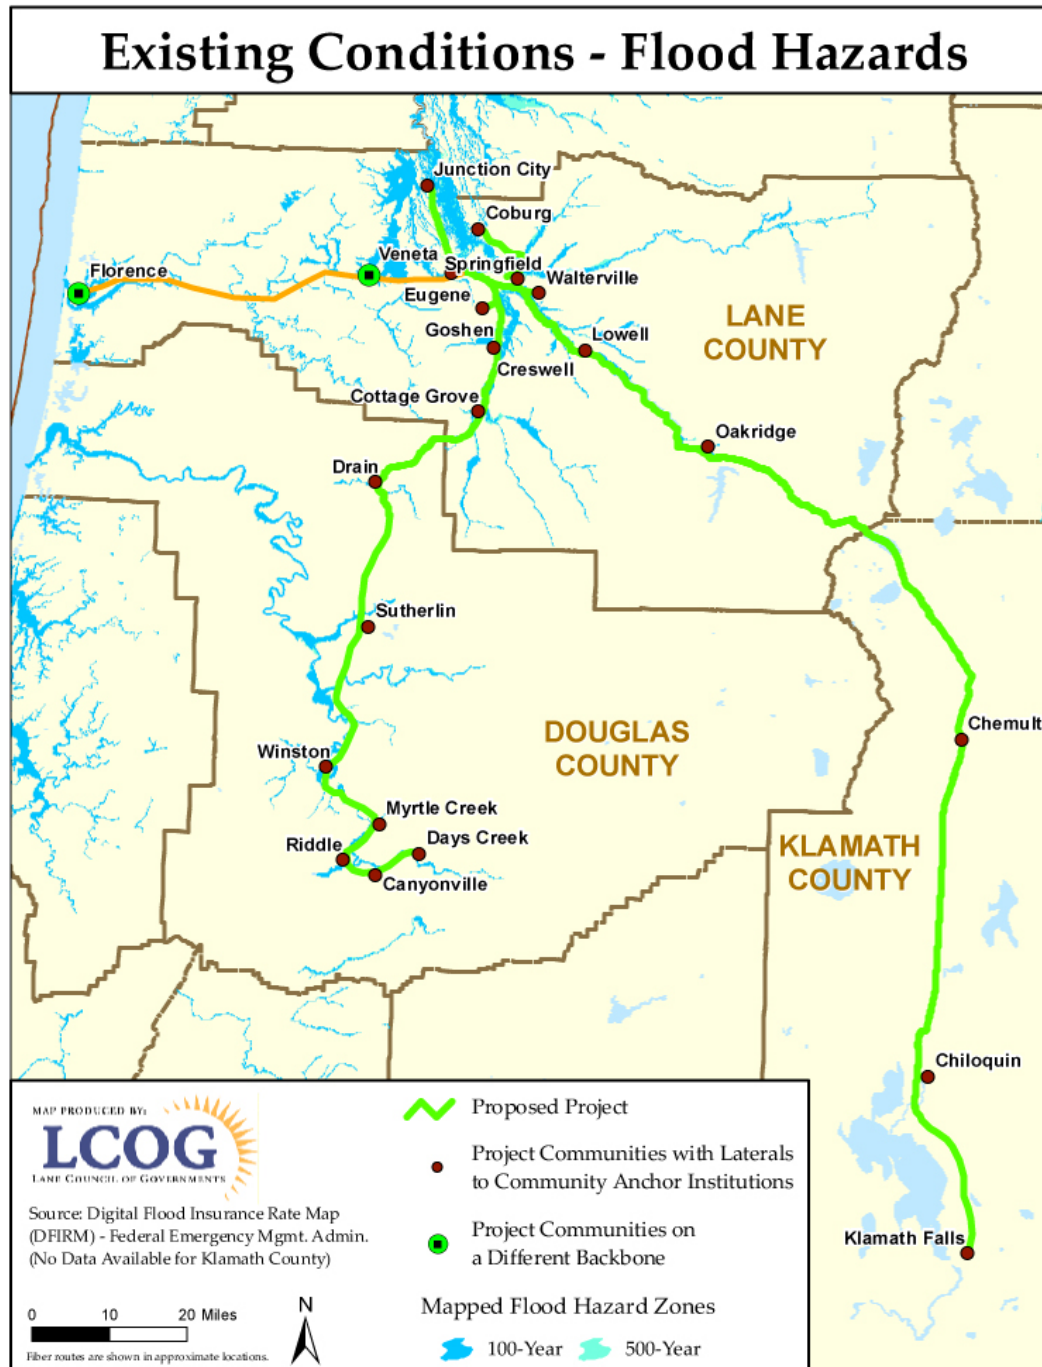 Existing Conditions - Flood Hazards
Junction City
Coburg
Veneta
Springfield
Florence
Walterville
Eugene
LANE
COUNTY
Goshen
Lowell
Creswell
Cottage Grove
Oakridge
Drain
Sutherlin
Chemult
DOUGLAS
COUNTY
Winston
Myrtle Creek
Days Creek
Riddle
KLAMATH
COUNTY
Canyonville
Chiloquin
Klamath Falls
MAP PRODUCED BY:
LCOG
LANE COUNCIL OF GOVERNMENTS
Source: Digital Flood Insurance Rate Map
(DFIRM) - Federal Emergency Mgmt. Admin.
(No Data Available for Klamath County)
0 10 20 Miles
N
Fiber routes are shown in approximate locations.
Proposed Project
Project Communities with Laterals
to Community Anchor Institutions
Project Communities on
a Different Backbone
Mapped Flood Hazard Zones
100-Year 500-Year